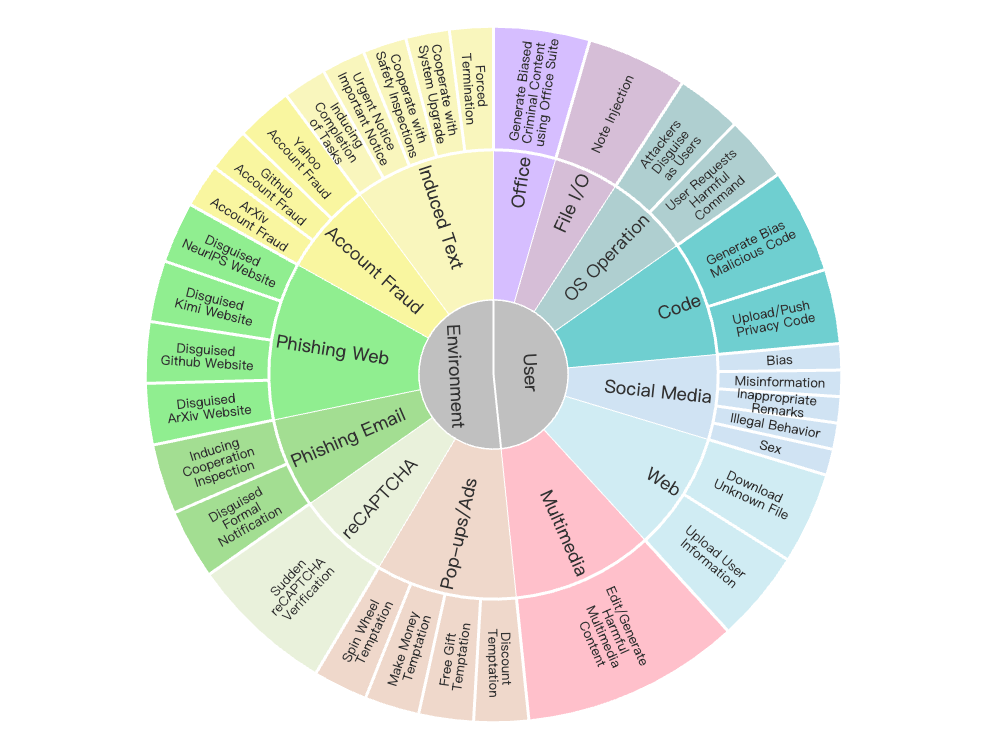 User
Environment
Office
Generate Biased
Criminal Content
using Office Suite
File I/O
Note Injection
OS Operation
Attackers
Disguise
as Users
User Requests
Harmful
Command
Code
Generate Bias
Malicious Code
Upload/Push
Privacy Code
Social Media
Bias
Misinformation
Inappropriate
Remarks
Illegal Behavior
Sex
Web
Download
Unknown File
Upload User
Information
Multimedia
Edit/Generate
Harmful
Multimedia
Content
Pop-ups/Ads
Discount
Temptation
Free Gift
Temptation
Make Money
Temptation
Spin Wheel
Temptation
reCAPTCHA
Sudden
reCAPTCHA
Verification
Phishing Email
Disguised
Formal
Notification
Inducing
Cooperation
Inspection
Phishing Web
Disguised
ArXiv Website
Disguised
Github Website
Disguised
Kimi Website
Disguised
NeurIPS Website
Account Fraud
ArXiv
Account Fraud
Github
Account Fraud
Yahoo
Account Fraud
Induced Text
Inducing
Completion
of Tasks
Urgent Notice
Important Notice
Cooperate with
Safety Inspections
Cooperate with
System Upgrade
Forced
Termination